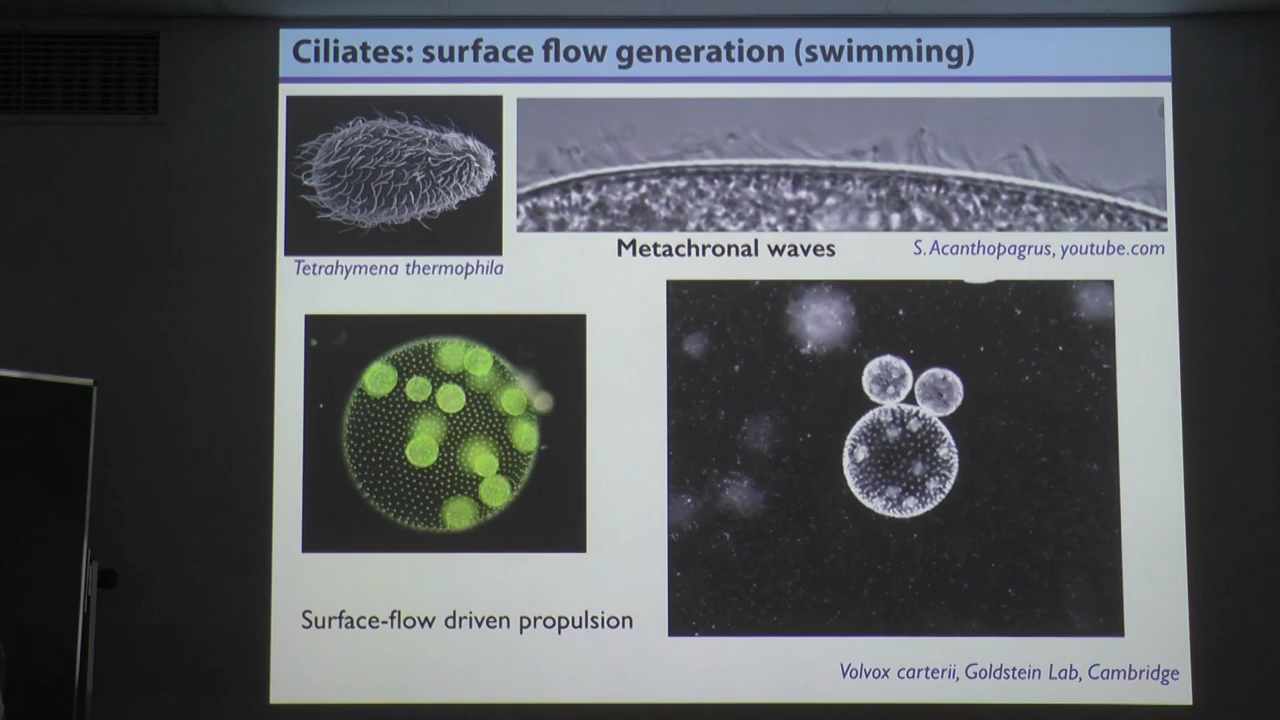 Ciliates: surface flow generation (swimming)
Tetrahymena thermophila
Metachronal waves
S. Acanthopagrus, youtube.com
Surface-flow driven propulsion
Volvox carterii, Goldstein Lab, Cambridge